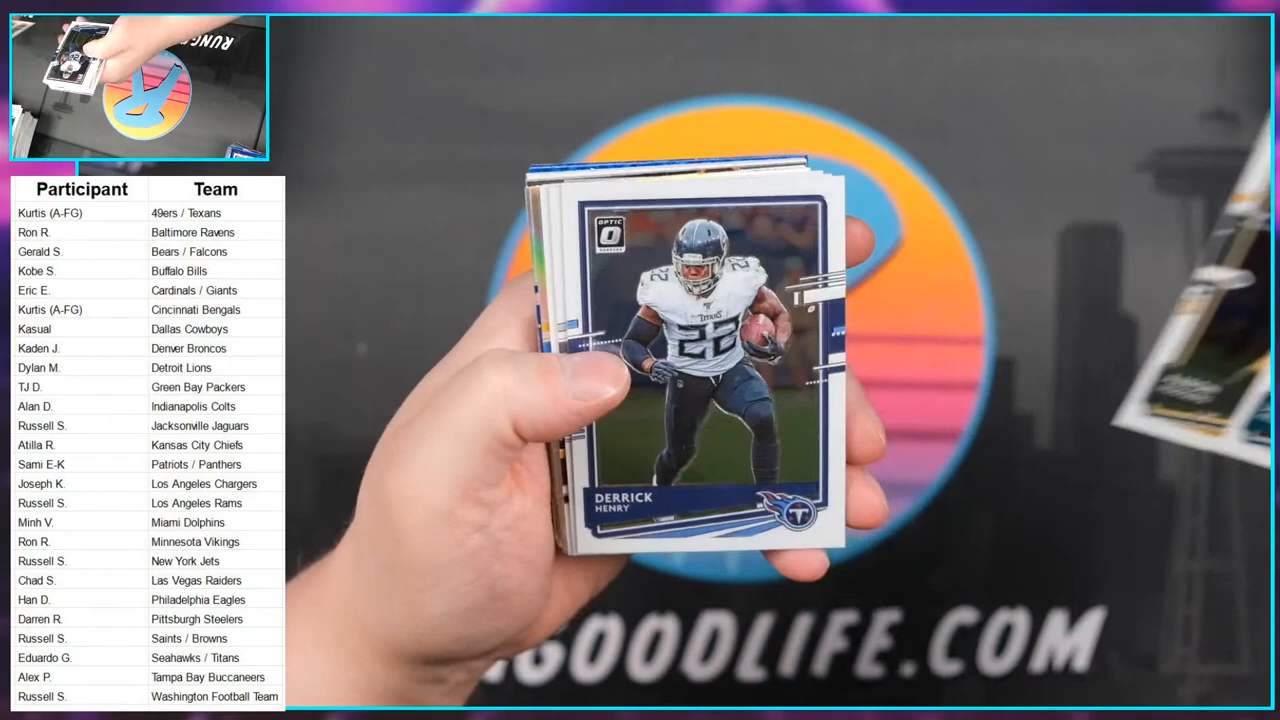 RUNGO
Participant Team
Kurtis (A-FG) 49ers / Texans
Ron R. Baltimore Ravens
Gerald S. Bears / Falcons
Kobe S. Buffalo Bills
Eric E. Cardinals / Giants
Kurtis (A-FG) Cincinnati Bengals
Kasual Dallas Cowboys
Kaden J. Denver Broncos
Dylan M. Detroit Lions
TJ D. Green Bay Packers
Alan D. Indianapolis Colts
Russell S. Jacksonville Jaguars
Atilla R. Kansas City Chiefs
Sami E-K Patriots / Panthers
Joseph K. Los Angeles Chargers
Russell S. Los Angeles Rams
Minh V. Miami Dolphins
Ron R. Minnesota Vikings
Russell S. New York Jets
Chad S. Las Vegas Raiders
Han D. Philadelphia Eagles
Darren R. Pittsburgh Steelers
Russell S. Saints / Browns
Eduardo G. Seahawks / Titans
Alex P. Tampa Bay Buccaneers
Russell S. Washington Football Team
OPTIC
22
22
TITANS
22
DERRICK
HENRY
T
NGOODLIFE.COM